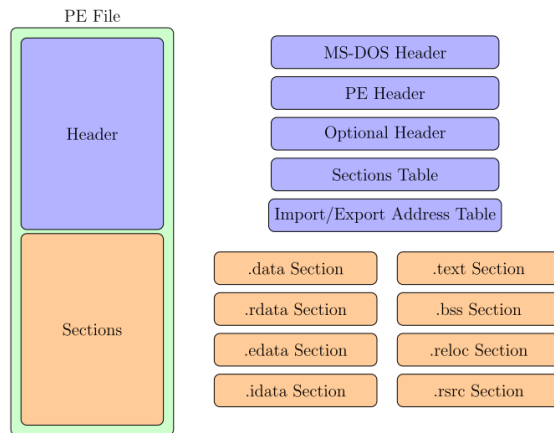 PE File
Header
Sections
MS-DOS Header
PE Header
Optional Header
Sections Table
Import/Export Address Table
.data Section
.text Section
.rdata Section
.bss Section
.edata Section
.reloc Section
.idata Section
.rsrc Section